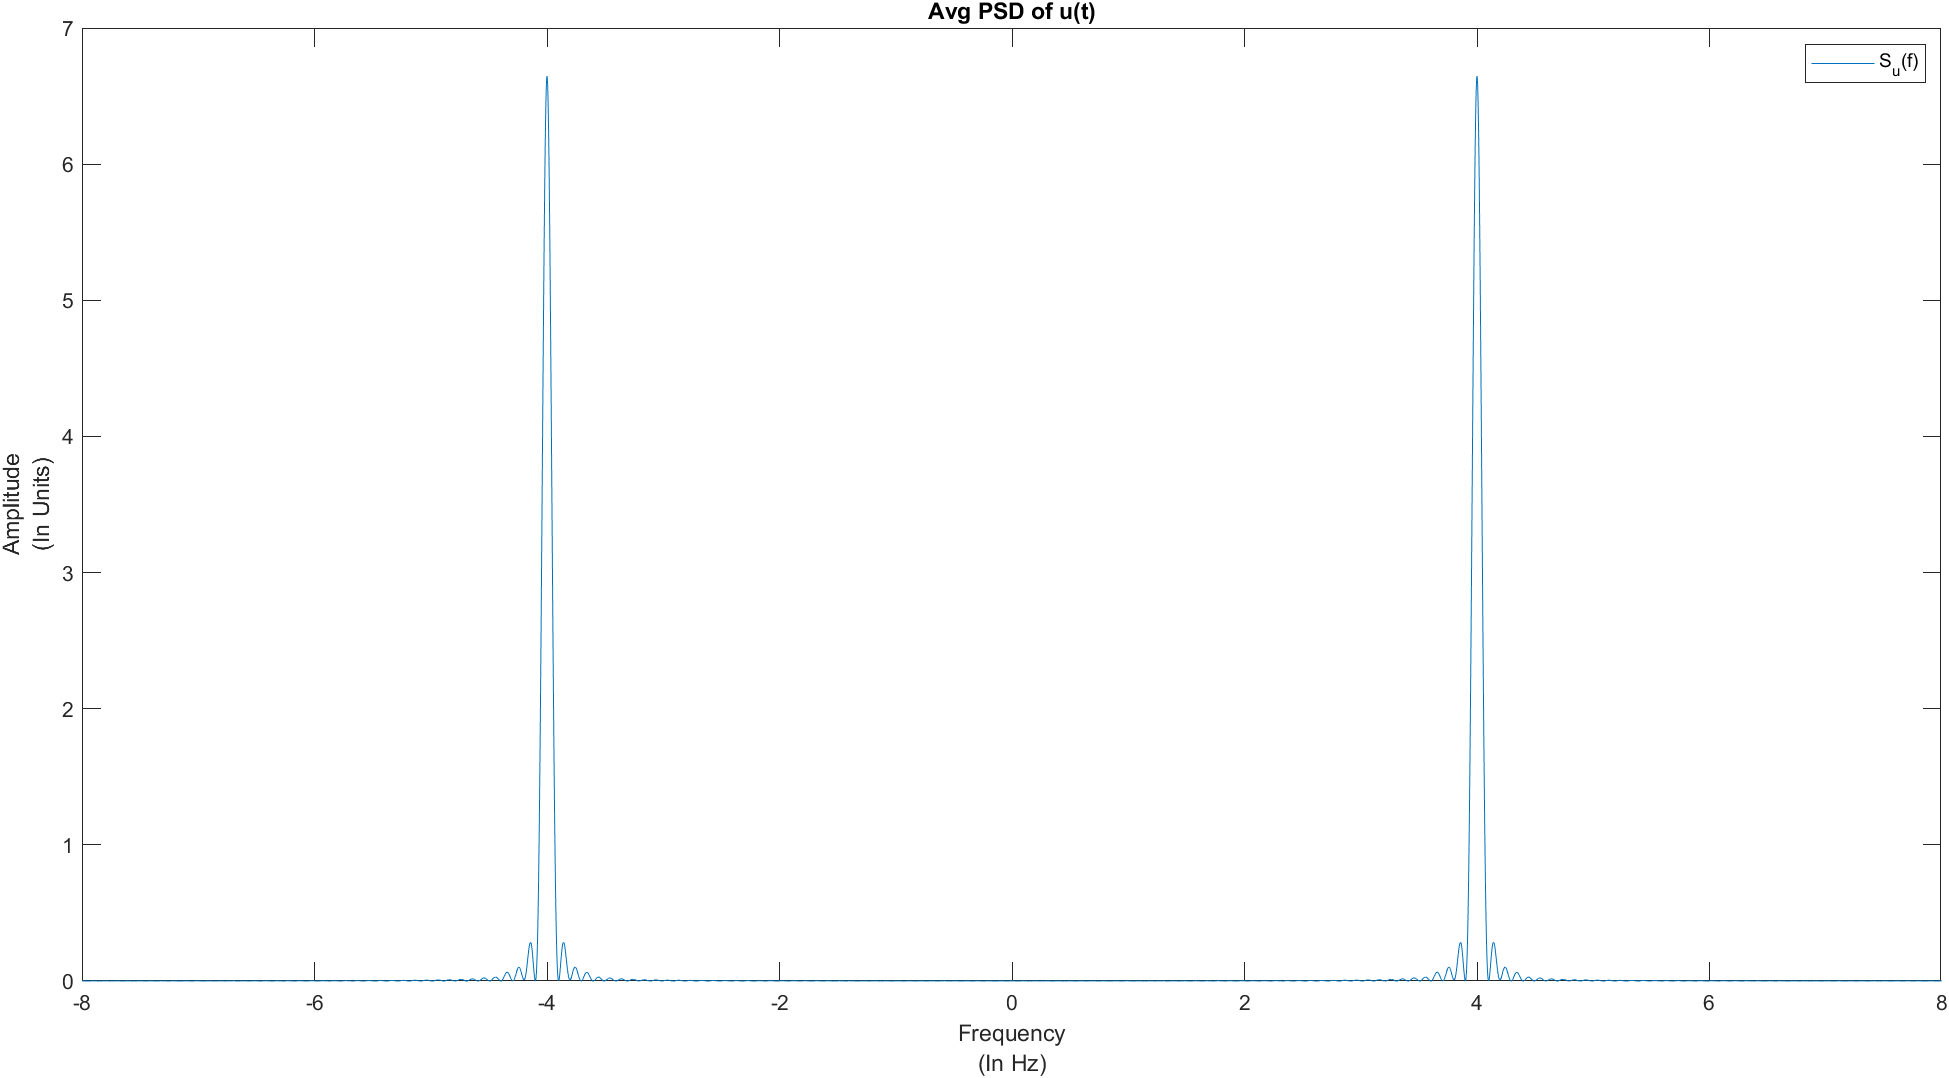 Avg PSD of u(t)
S_u(f)
7
6
5
4
3
2
1
0
Amplitude
(In Units)
-8 -6 -4 -2 0 2 4 6 8
Frequency
(In Hz)